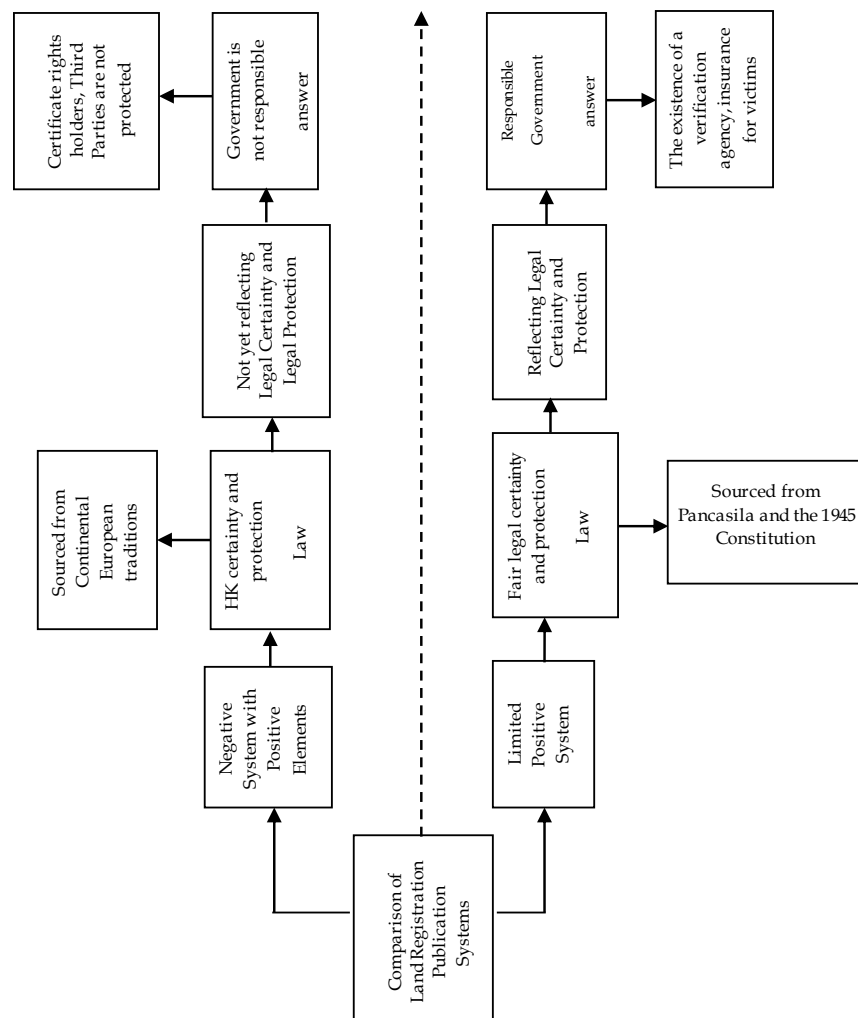 Comparison of
Land Registration
Publication
Systems
Negative
System with
Positive
Elements
HK certainty and
protection
Law
Sourced from
Continental
European
traditions
Not yet reflecting
Legal Certainty and
Legal Protection
Government is
not responsible
answer
Certificate rights
holders, Third
Parties are not
protected
Limited
Positive
System
Fair legal certainty
and protection
Law
Sourced from
Pancasila and the 1945
Constitution
Reflecting Legal
Certainty and
Protection
Responsible
Government
answer
The existence of a
verification
agency, insurance
for victims